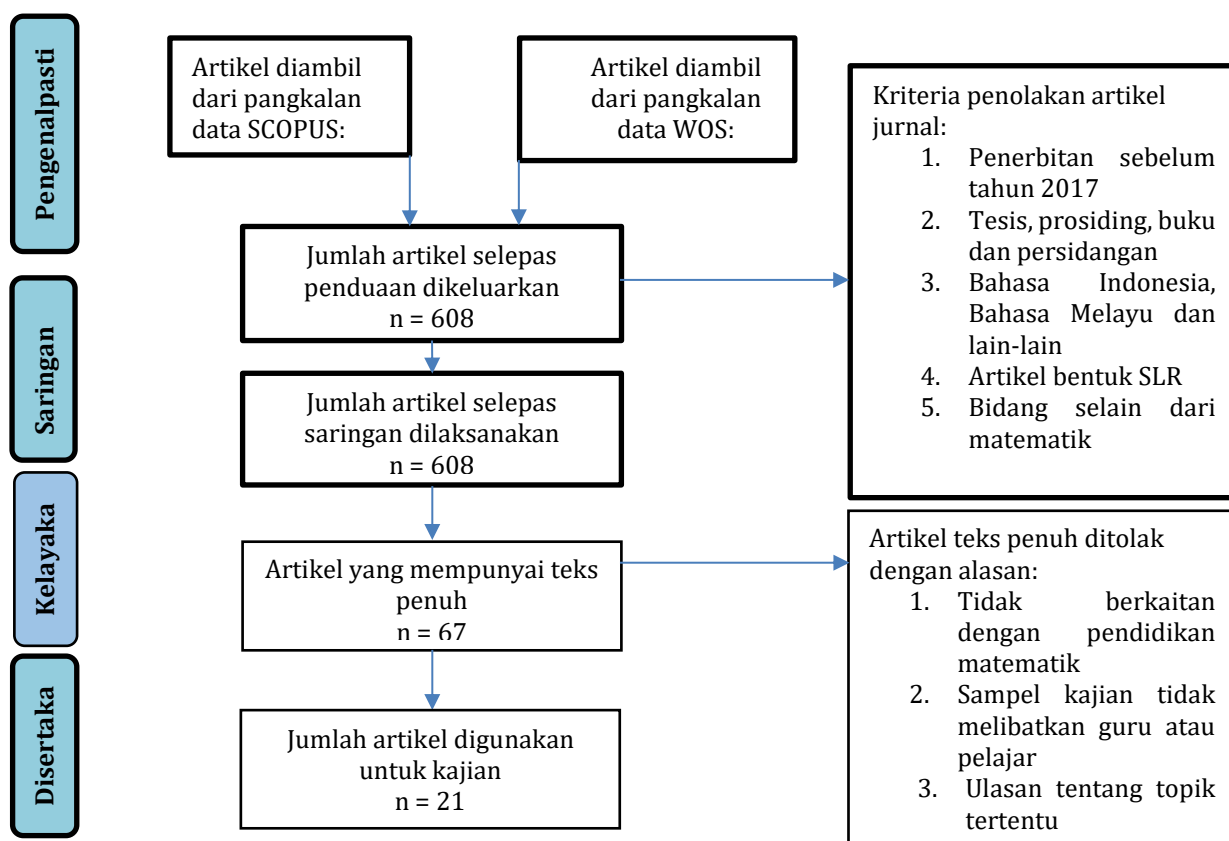 Pengenalpasti
Artikel diambil
dari pangkalan
data SCOPUS:
Artikel diambil
dari pangkalan
data WOS:
Kriteria penolakan artikel
jurnal:
1. Penerbitan sebelum
tahun 2017
2. Tesis, prosiding, buku
dan persidangan
3. Bahasa Indonesia,
Bahasa Melayu dan
lain-lain
4. Artikel bentuk SLR
5. Bidang selain dari
matematik
Jumlah artikel selepas
penduaan dikeluarkan
n = 608
Saringan
Jumlah artikel selepas
saringan dilaksanakan
n = 608
Kelayaka
Artikel yang mempunyai teks
penuh
n = 67
Artikel teks penuh ditolak
dengan alasan:
1. Tidak berkaitan
dengan pendidikan
matematik
2. Sampel kajian tidak
melibatkan guru atau
pelajar
3. Ulasan tentang topik
tertentu
Disertaka
Jumlah artikel digunakan
untuk kajian
n = 21